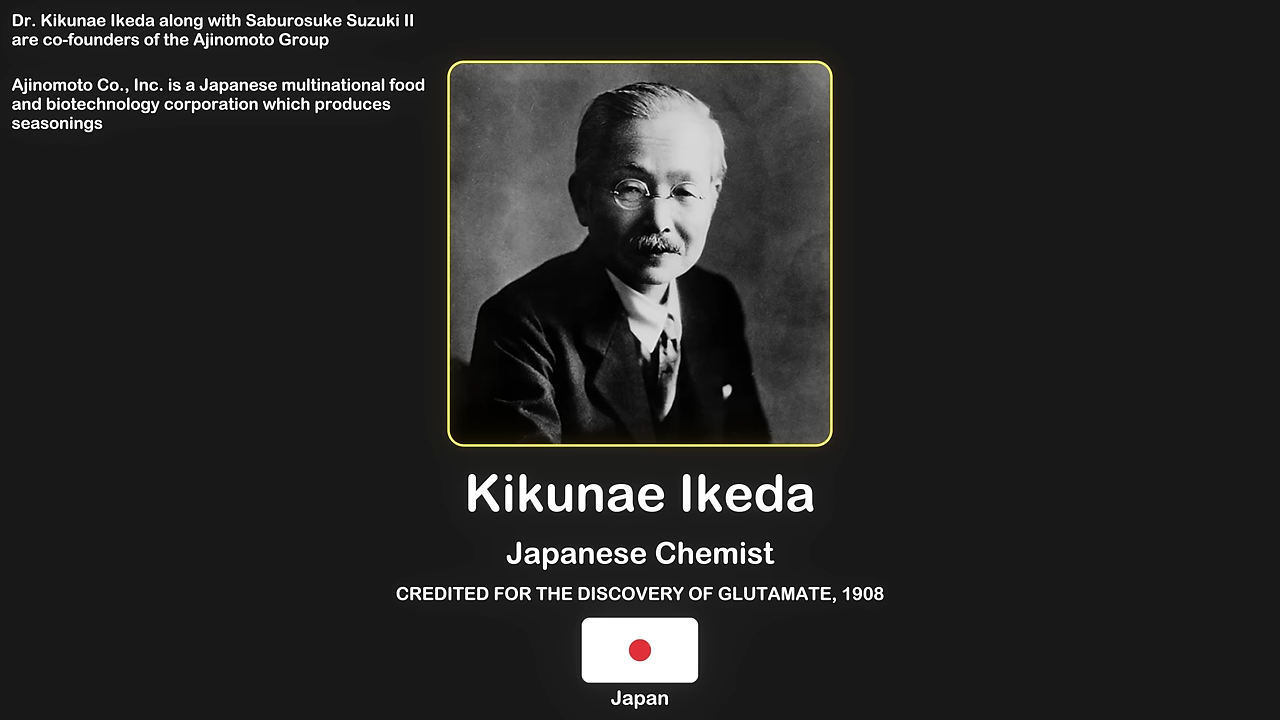 Dr. Kikunae Ikeda along with Saburosuke Suzuki II
are co-founders of the Ajinomoto Group
Ajinomoto Co., Inc. is a Japanese multinational food
and biotechnology corporation which produces
seasonings
Kikunae Ikeda
Japanese Chemist
CREDITED FOR THE DISCOVERY OF GLUTAMATE, 1908
Japan